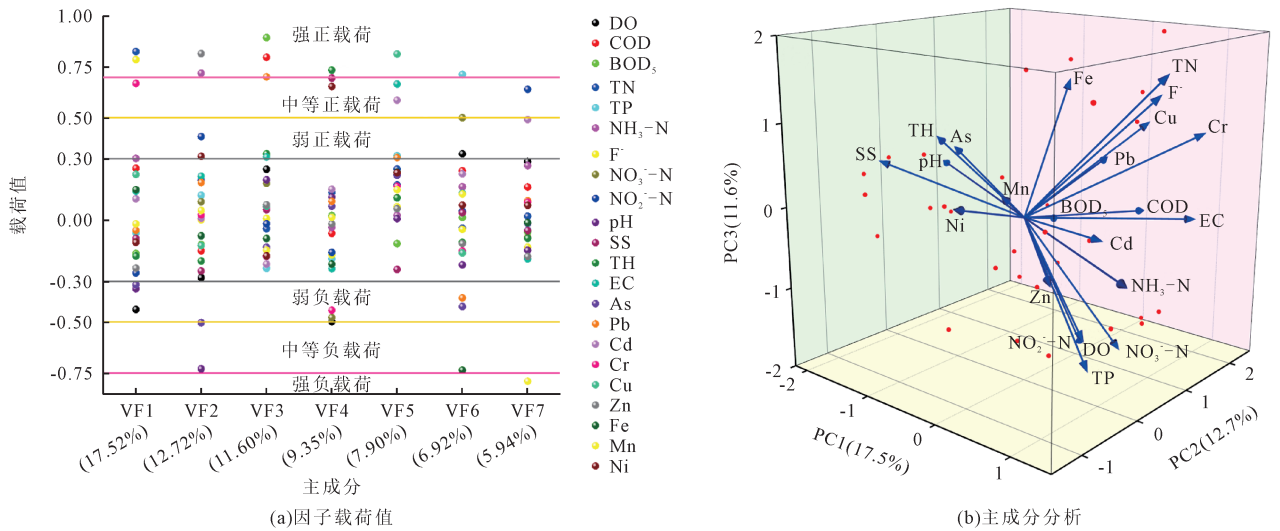 1.00
0.75
0.50
0.30
0.00
-0.30
-0.50
-0.75
载荷值
强正载荷
中等正载荷
弱正载荷
弱负载荷
中等负载荷
强负载荷
VF1 VF2 VF3 VF4 VF5 VF6 VF7
(17.52%) (12.72%) (11.60%) (9.35%) (7.90%) (6.92%) (5.94%)
主成分
(a)因子载荷值
DO
COD
BOD₅
TN
TP
NH₃-N
F⁻
NO₃⁻-N
NO₂⁻-N
pH
SS
TH
EC
As
Pb
Cd
Cr
Cu
Zn
Fe
Mn
Ni
2
1
0
-1
-2
PC3(11.6%)
Fe
TN
F⁻
Cu
Cr
TH
As
SS
pH
Pb
Mn
BOD₅
COD
Ni
EC
Cd
Zn
NH₃-N
NO₂⁻-N
DO
NO₃⁻-N
TP
-2
-1
0
1
PC1(17.5%)
-1
0
1
2
PC2(12.7%)
(b)主成分分析